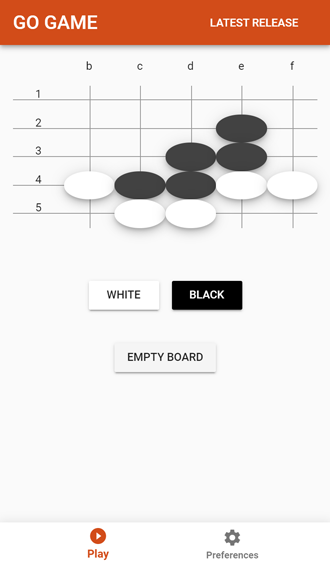 GO GAME LATEST RELEASE
b c d e f
1
2
3
4
5
WHITE BLACK
EMPTY BOARD
Play Preferences